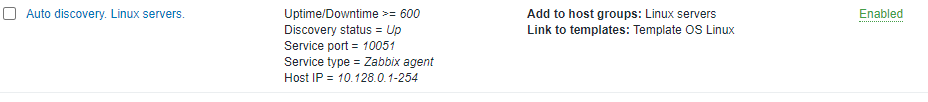 Auto discovery. Linux servers.
Uptime/Downtime >= 600
Discovery status = Up
Service port = 10051
Service type = Zabbix agent
Host IP = 10.128.0.1-254
Add to host groups: Linux servers
Link to templates: Template OS Linux
Enabled